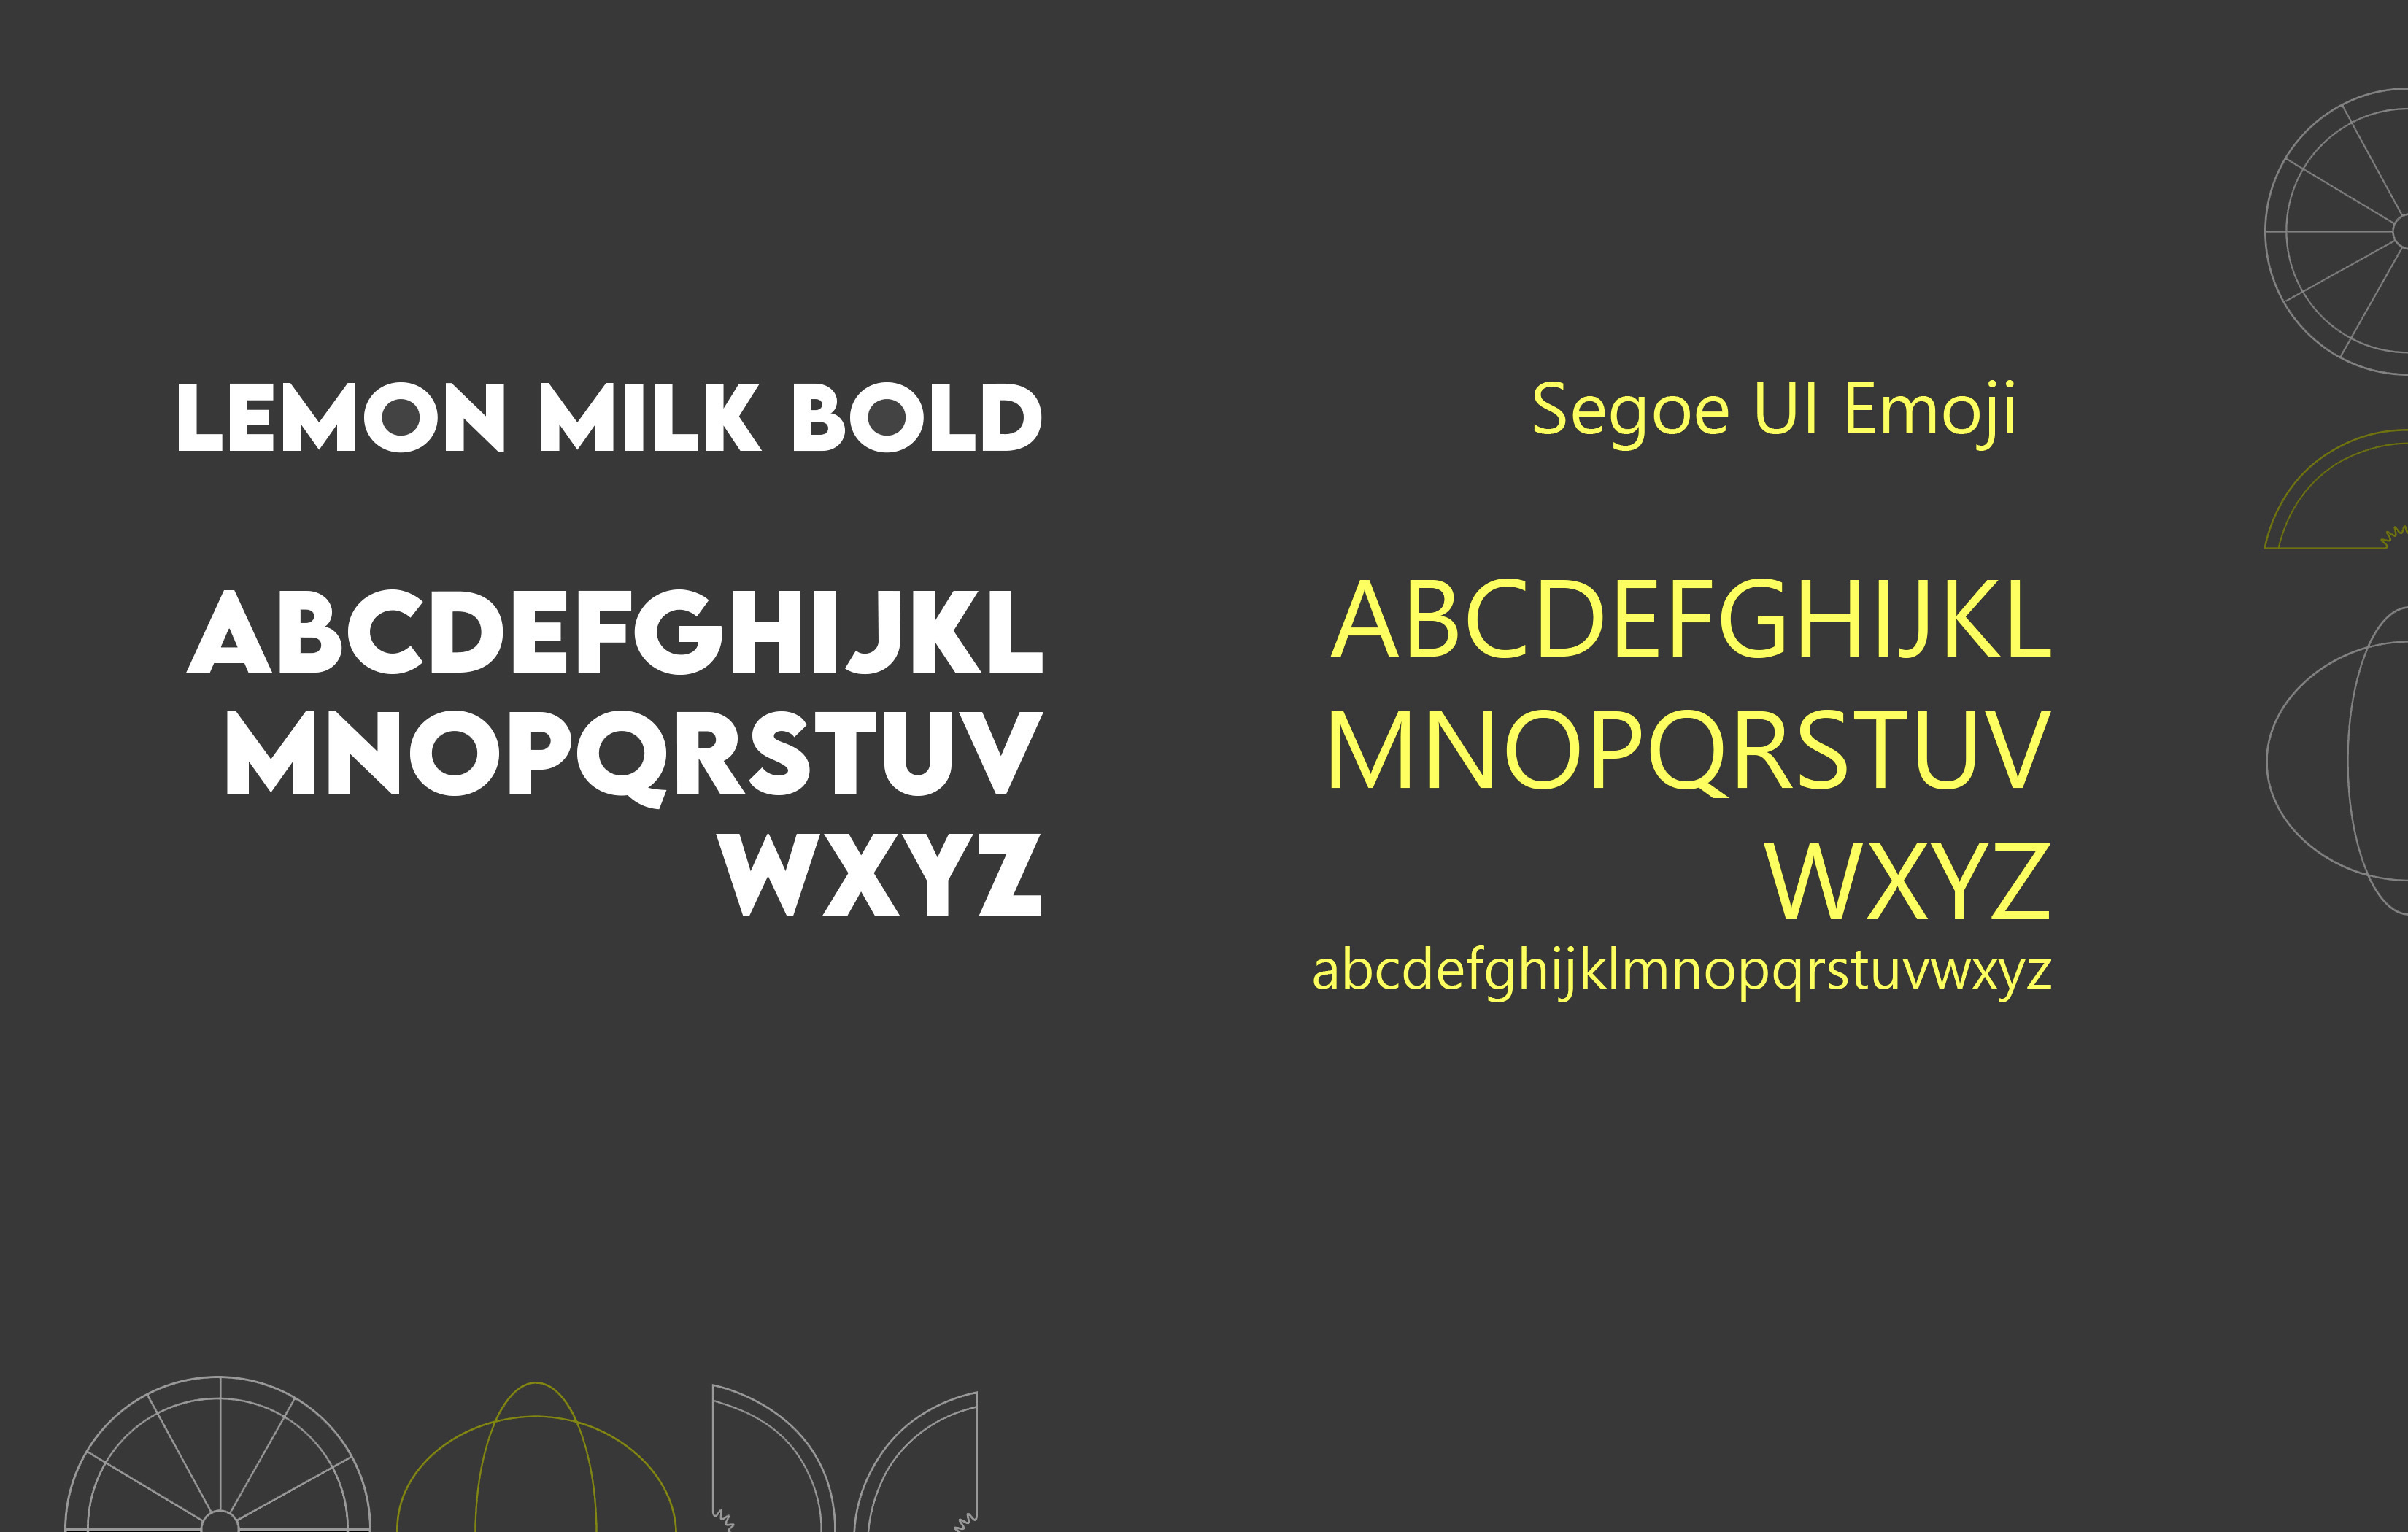 LEMON MILK BOLD
ABCDEFGHIJKL
MNOPQRSTUV
WXYZ
Segoe UI Emoji
ABCDEFGHIJKL
MNOPQRSTUV
WXYZ
abcdefghijklmnopqrstuvwxyz